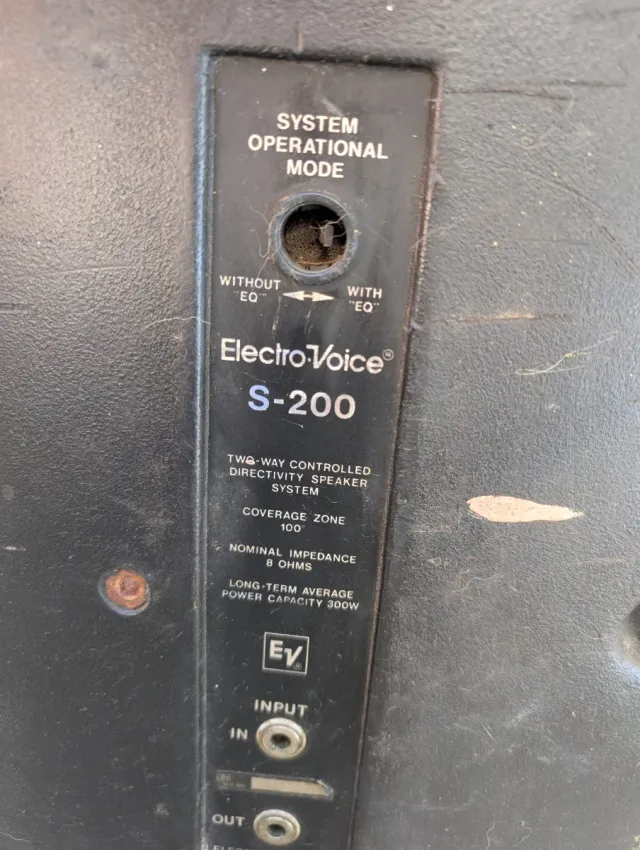 SYSTEM
OPERATIONAL
MODE
WITHOUT WITH
"EQ" "EQ"
Electro-Voice®
S-200
TWO-WAY CONTROLLED
DIRECTIVITY SPEAKER
SYSTEM
COVERAGE ZONE
100°
NOMINAL IMPEDANCE
8 OHMS
LONG-TERM AVERAGE
POWER CAPACITY 300W
EV®
INPUT
IN
OUT